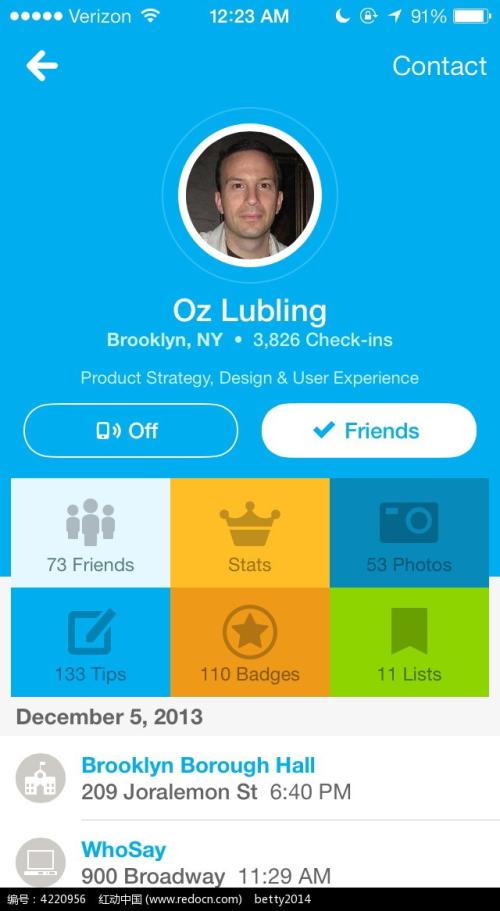 Verizon 12:23 AM 91%
Contact
Oz Lubling
Brooklyn, NY • 3,826 Check-ins
Product Strategy, Design & User Experience
Off
Friends
73 Friends
Stats
53 Photos
133 Tips
110 Badges
11 Lists
December 5, 2013
Brooklyn Borough Hall
209 Joralemon St 6:40 PM
WhoSay
900 Broadway 11:29 AM
编号：4220956 红动中国 (www.redocn.com) betty2014